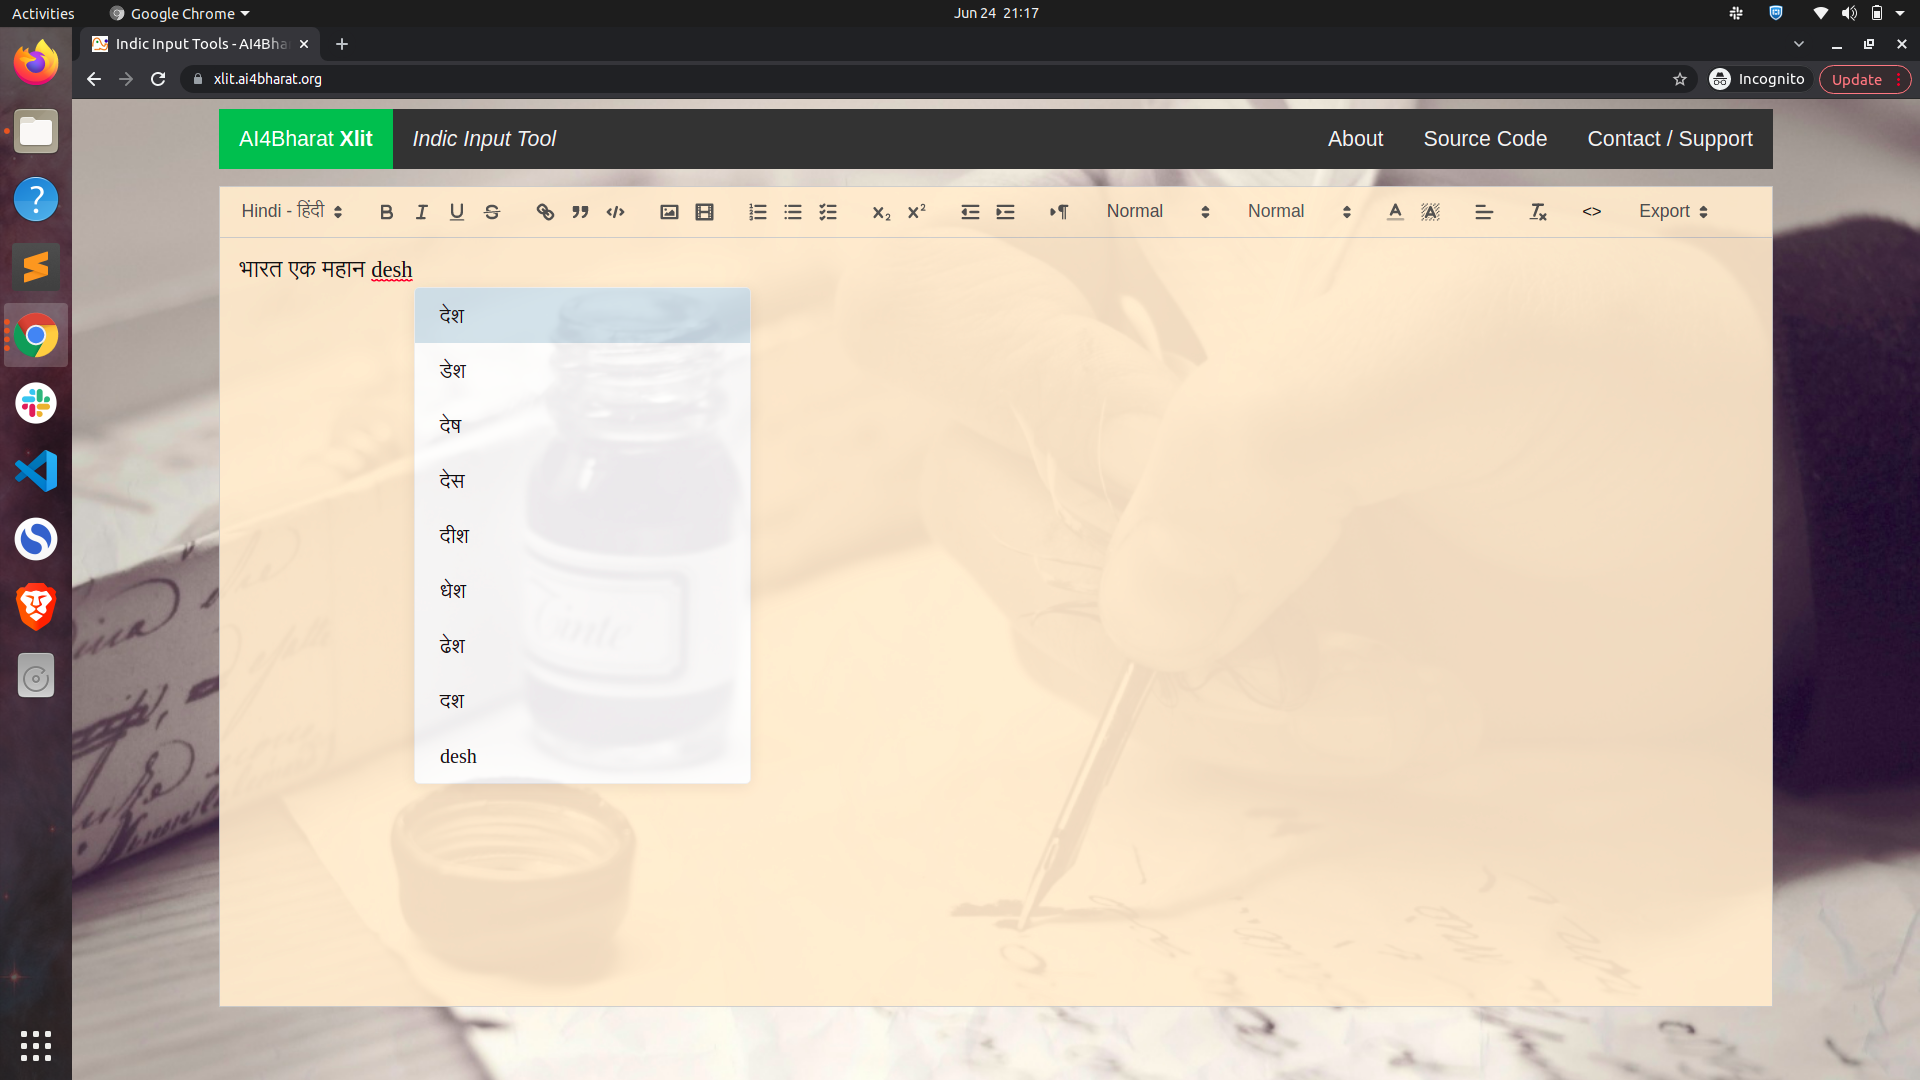 Activities Google Chrome Jun 24 21:17
Indic Input Tools - AI4Bha
xlit.ai4bharat.org Incognito Update
AI4Bharat Xlit Indic Input Tool About Source Code Contact / Support
Hindi - हिंदी Normal Normal Export
भारत एक महान desh
देश
डेश
देष
देस
दीश
धेश
ढेश
दश
desh